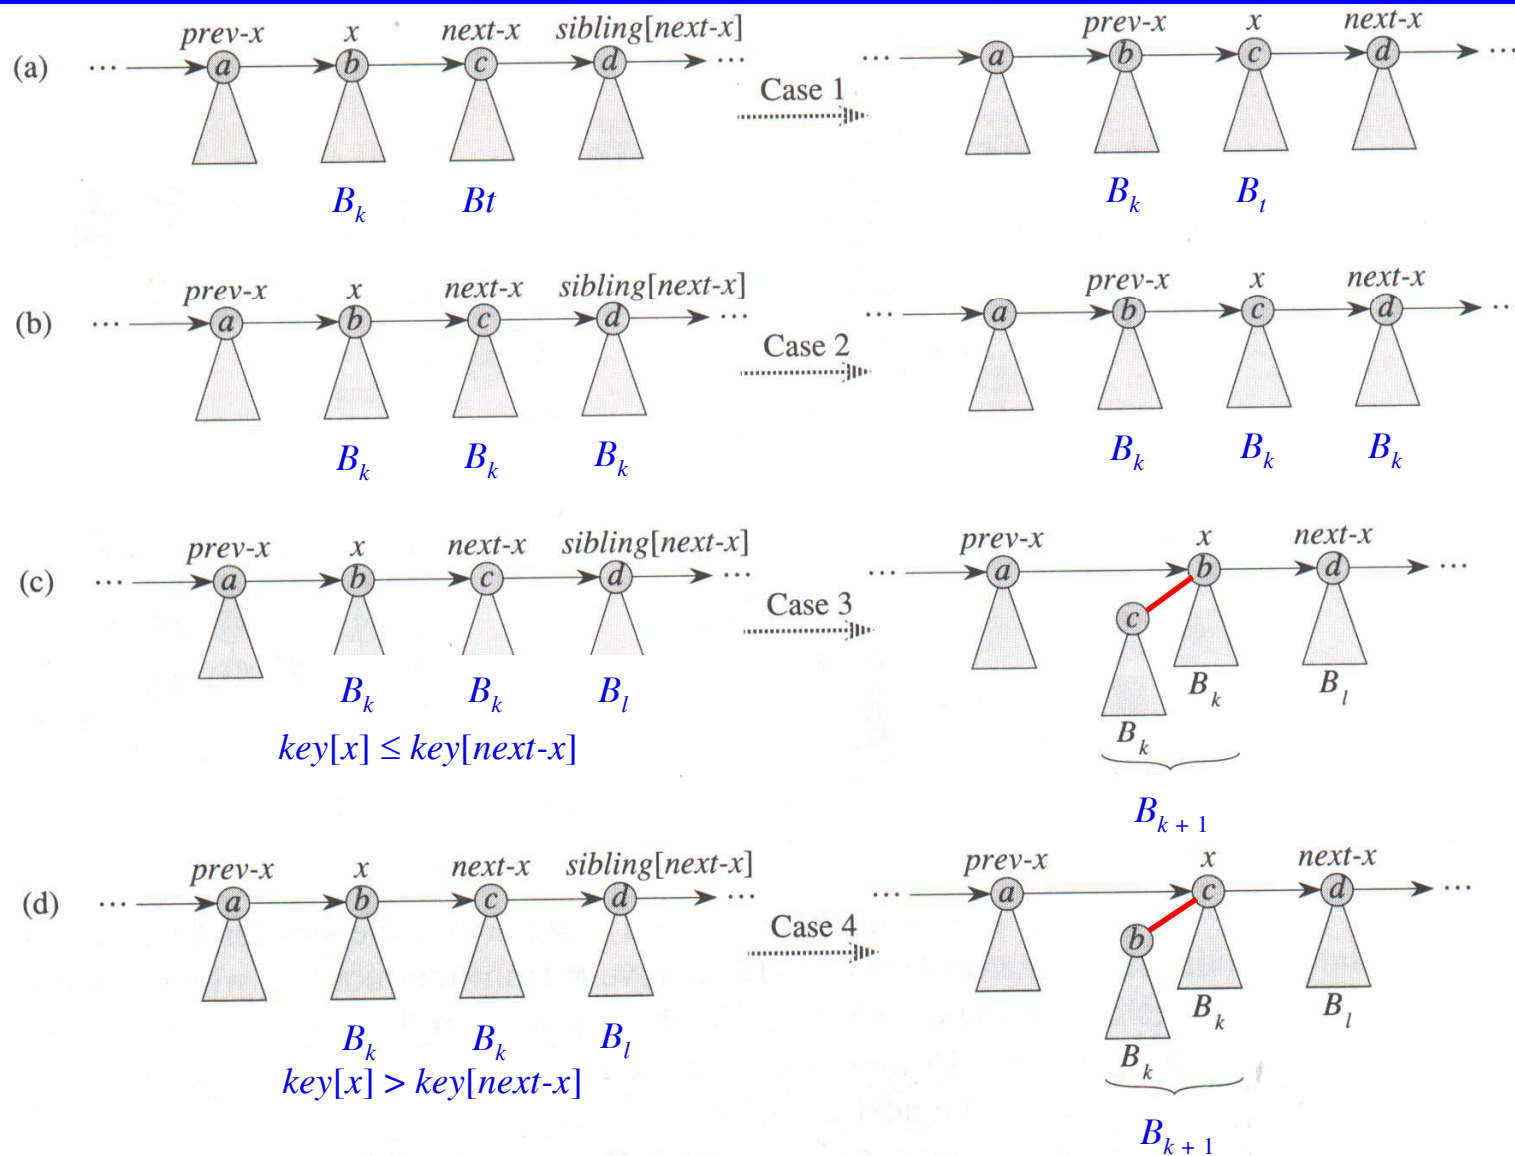 prev-x x next-x sibling[next-x] prev-x x next-x
(a) ··· a b c d ··· Case 1 ··· a b c d ···
B_k Bt B_k B_t
prev-x x next-x sibling[next-x] prev-x x next-x
(b) ··· a b c d ··· Case 2 ··· a b c d ···
B_k B_k B_k B_k B_k B_k
prev-x x next-x sibling[next-x] prev-x x next-x
(c) ··· a b c d ··· Case 3 ··· a b d ···
c
B_k B_k B_l B_k B_l
key[x] ≤ key[next-x] B_k
B_{k + 1}
prev-x x next-x sibling[next-x] prev-x x next-x
(d) ··· a b c d ··· Case 4 ··· a c d ···
b
B_k B_k B_l B_k B_l
key[x] > key[next-x] B_k
B_{k + 1}